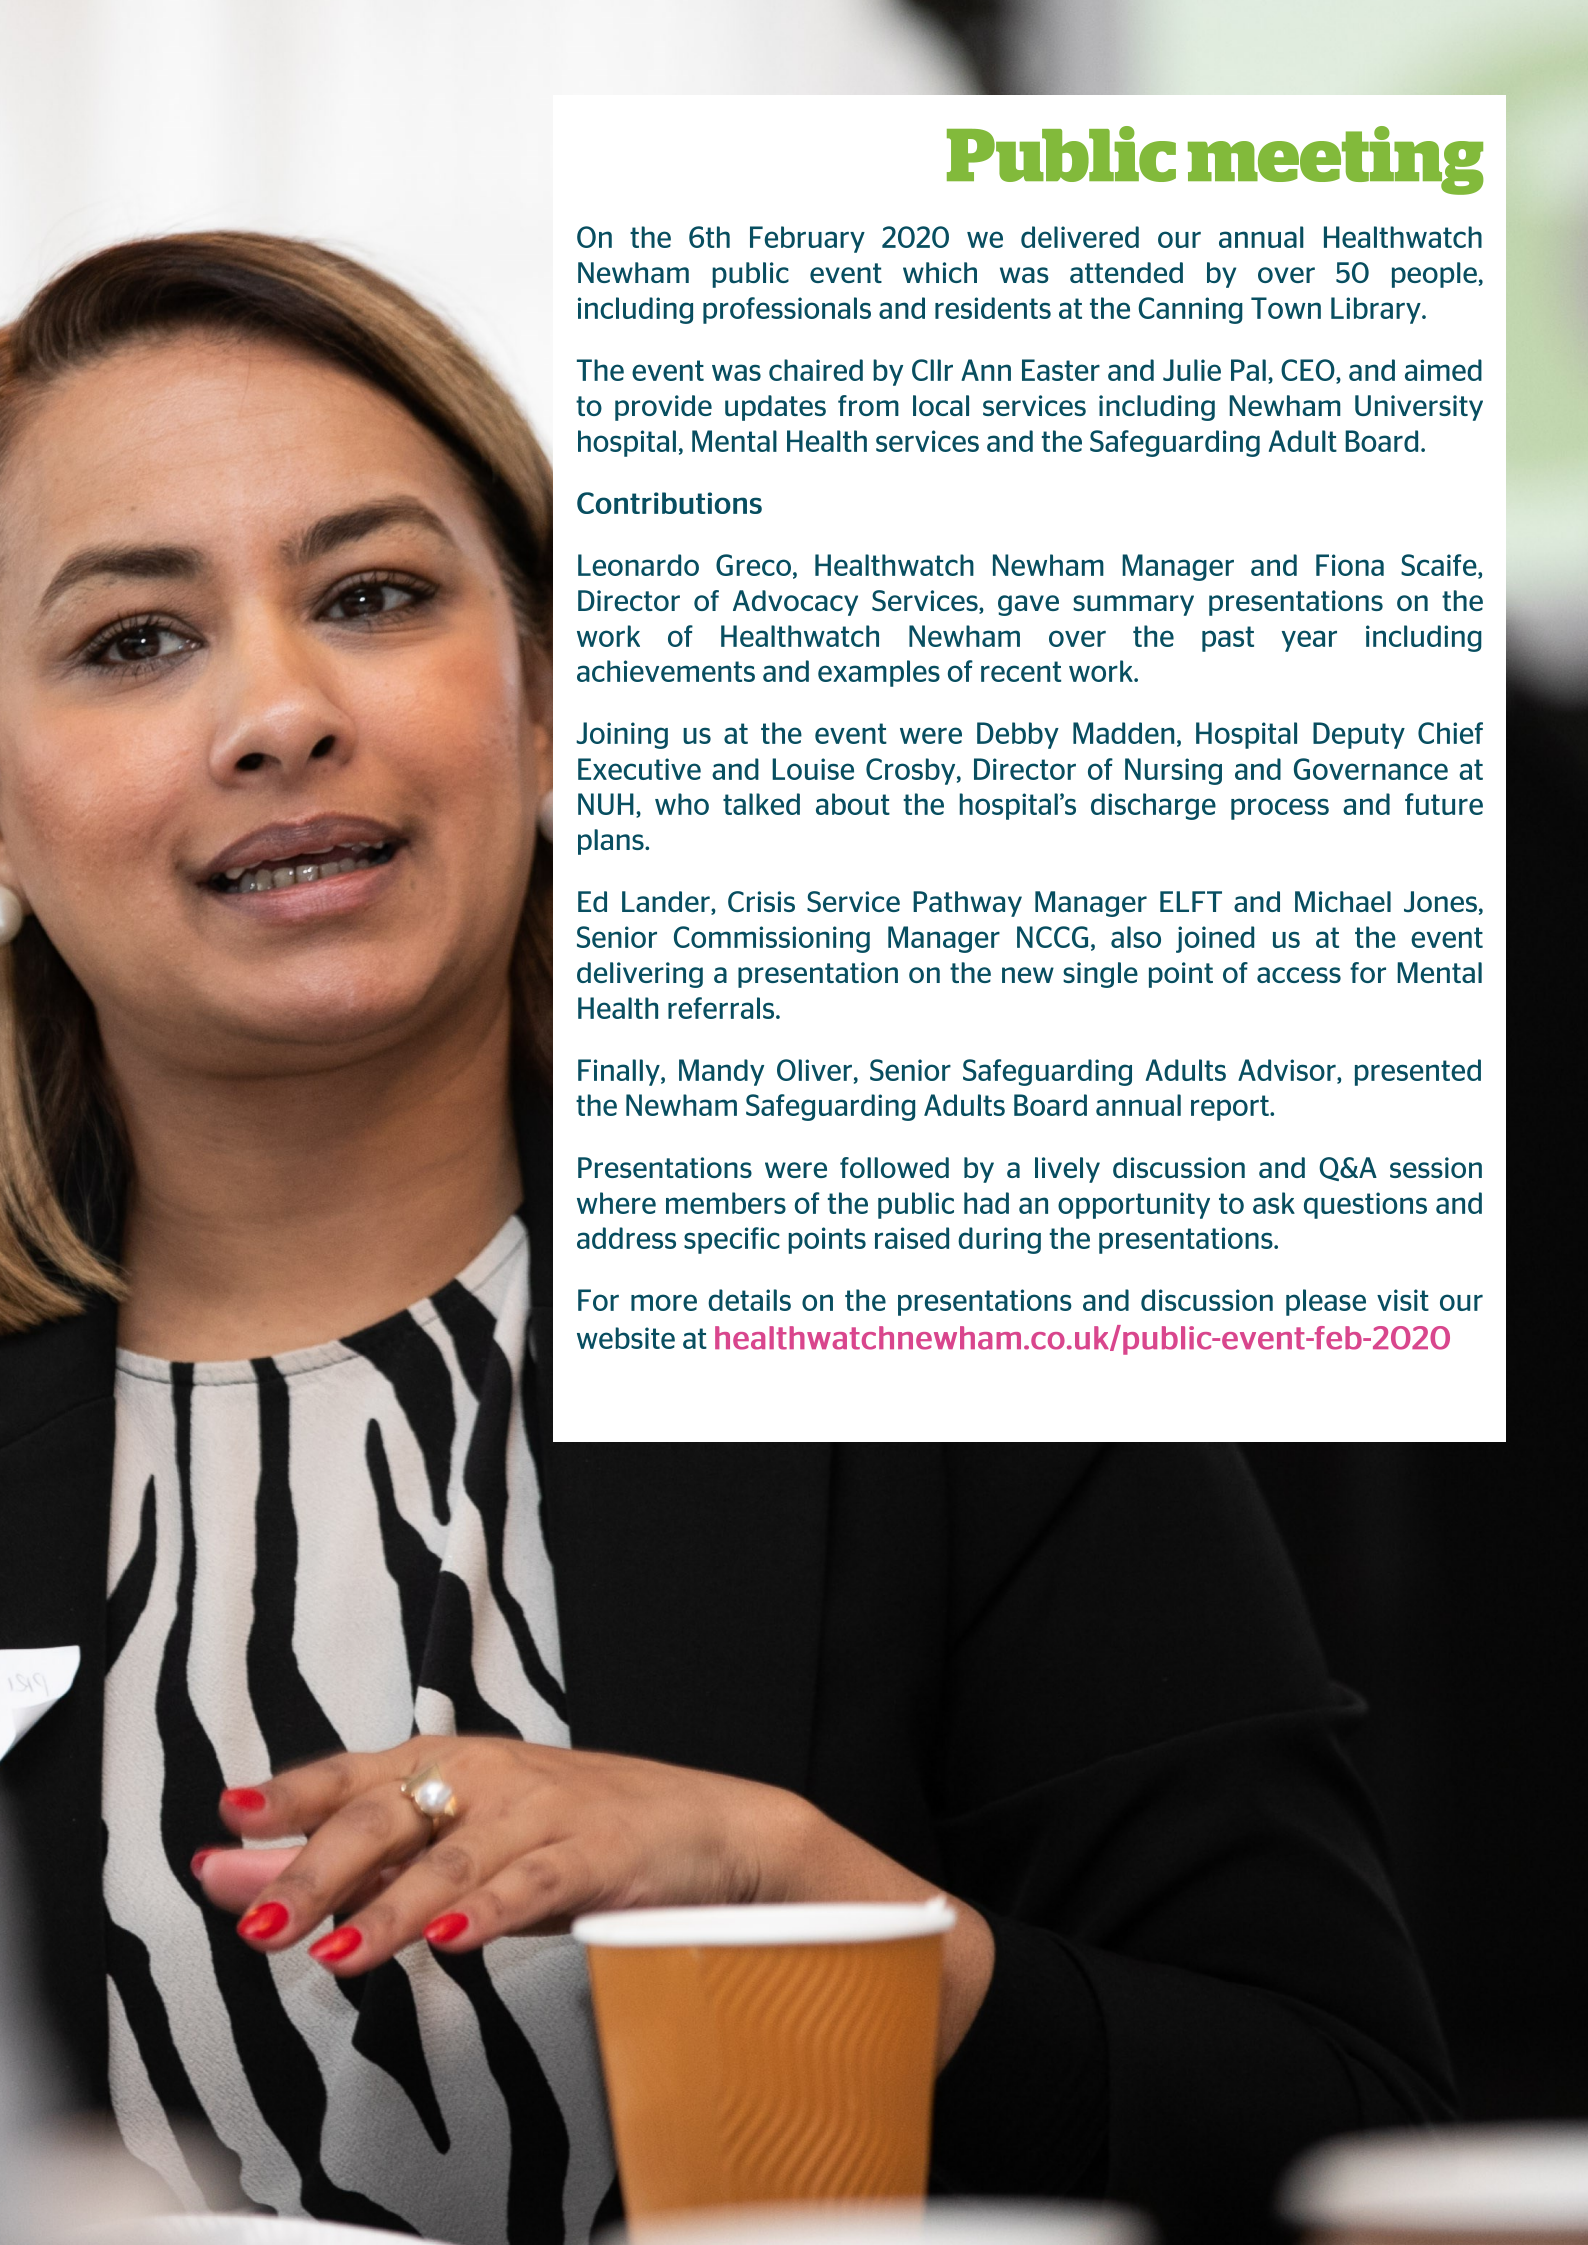 Public meeting
On the 6th February 2020 we delivered our annual Healthwatch
Newham public event which was attended by over 50 people,
including professionals and residents at the Canning Town Library.
The event was chaired by Cllr Ann Easter and Julie Pal, CEO, and aimed
to provide updates from local services including Newham University
hospital, Mental Health services and the Safeguarding Adult Board.
Contributions
Leonardo Greco, Healthwatch Newham Manager and Fiona Scaife,
Director of Advocacy Services, gave summary presentations on the
work of Healthwatch Newham over the past year including
achievements and examples of recent work.
Joining us at the event were Debby Madden, Hospital Deputy Chief
Executive and Louise Crosby, Director of Nursing and Governance at
NUH, who talked about the hospital’s discharge process and future
plans.
Ed Lander, Crisis Service Pathway Manager ELFT and Michael Jones,
Senior Commissioning Manager NCCG, also joined us at the event
delivering a presentation on the new single point of access for Mental
Health referrals.
Finally, Mandy Oliver, Senior Safeguarding Adults Advisor, presented
the Newham Safeguarding Adults Board annual report.
Presentations were followed by a lively discussion and Q&A session
where members of the public had an opportunity to ask questions and
address specific points raised during the presentations.
For more details on the presentations and discussion please visit our
website at healthwatchnewham.co.uk/public-event-feb-2020